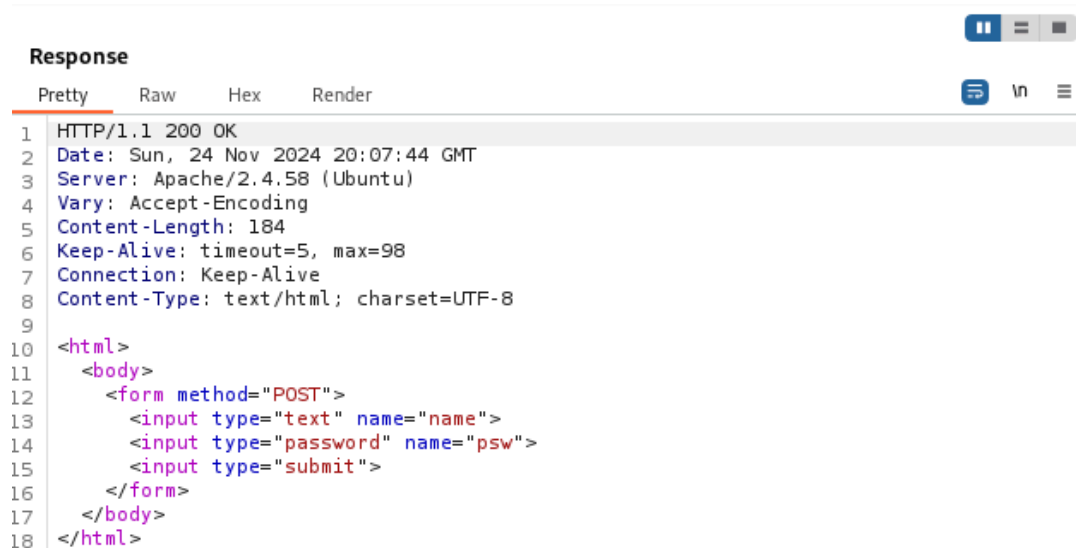 Response
Pretty Raw Hex Render \n
1 HTTP/1.1 200 OK
2 Date: Sun, 24 Nov 2024 20:07:44 GMT
3 Server: Apache/2.4.58 (Ubuntu)
4 Vary: Accept-Encoding
5 Content-Length: 184
6 Keep-Alive: timeout=5, max=98
7 Connection: Keep-Alive
8 Content-Type: text/html; charset=UTF-8
9
10 <html>
11 <body>
12 <form method="POST">
13 <input type="text" name="name">
14 <input type="password" name="psw">
15 <input type="submit">
16 </form>
17 </body>
18 </html>